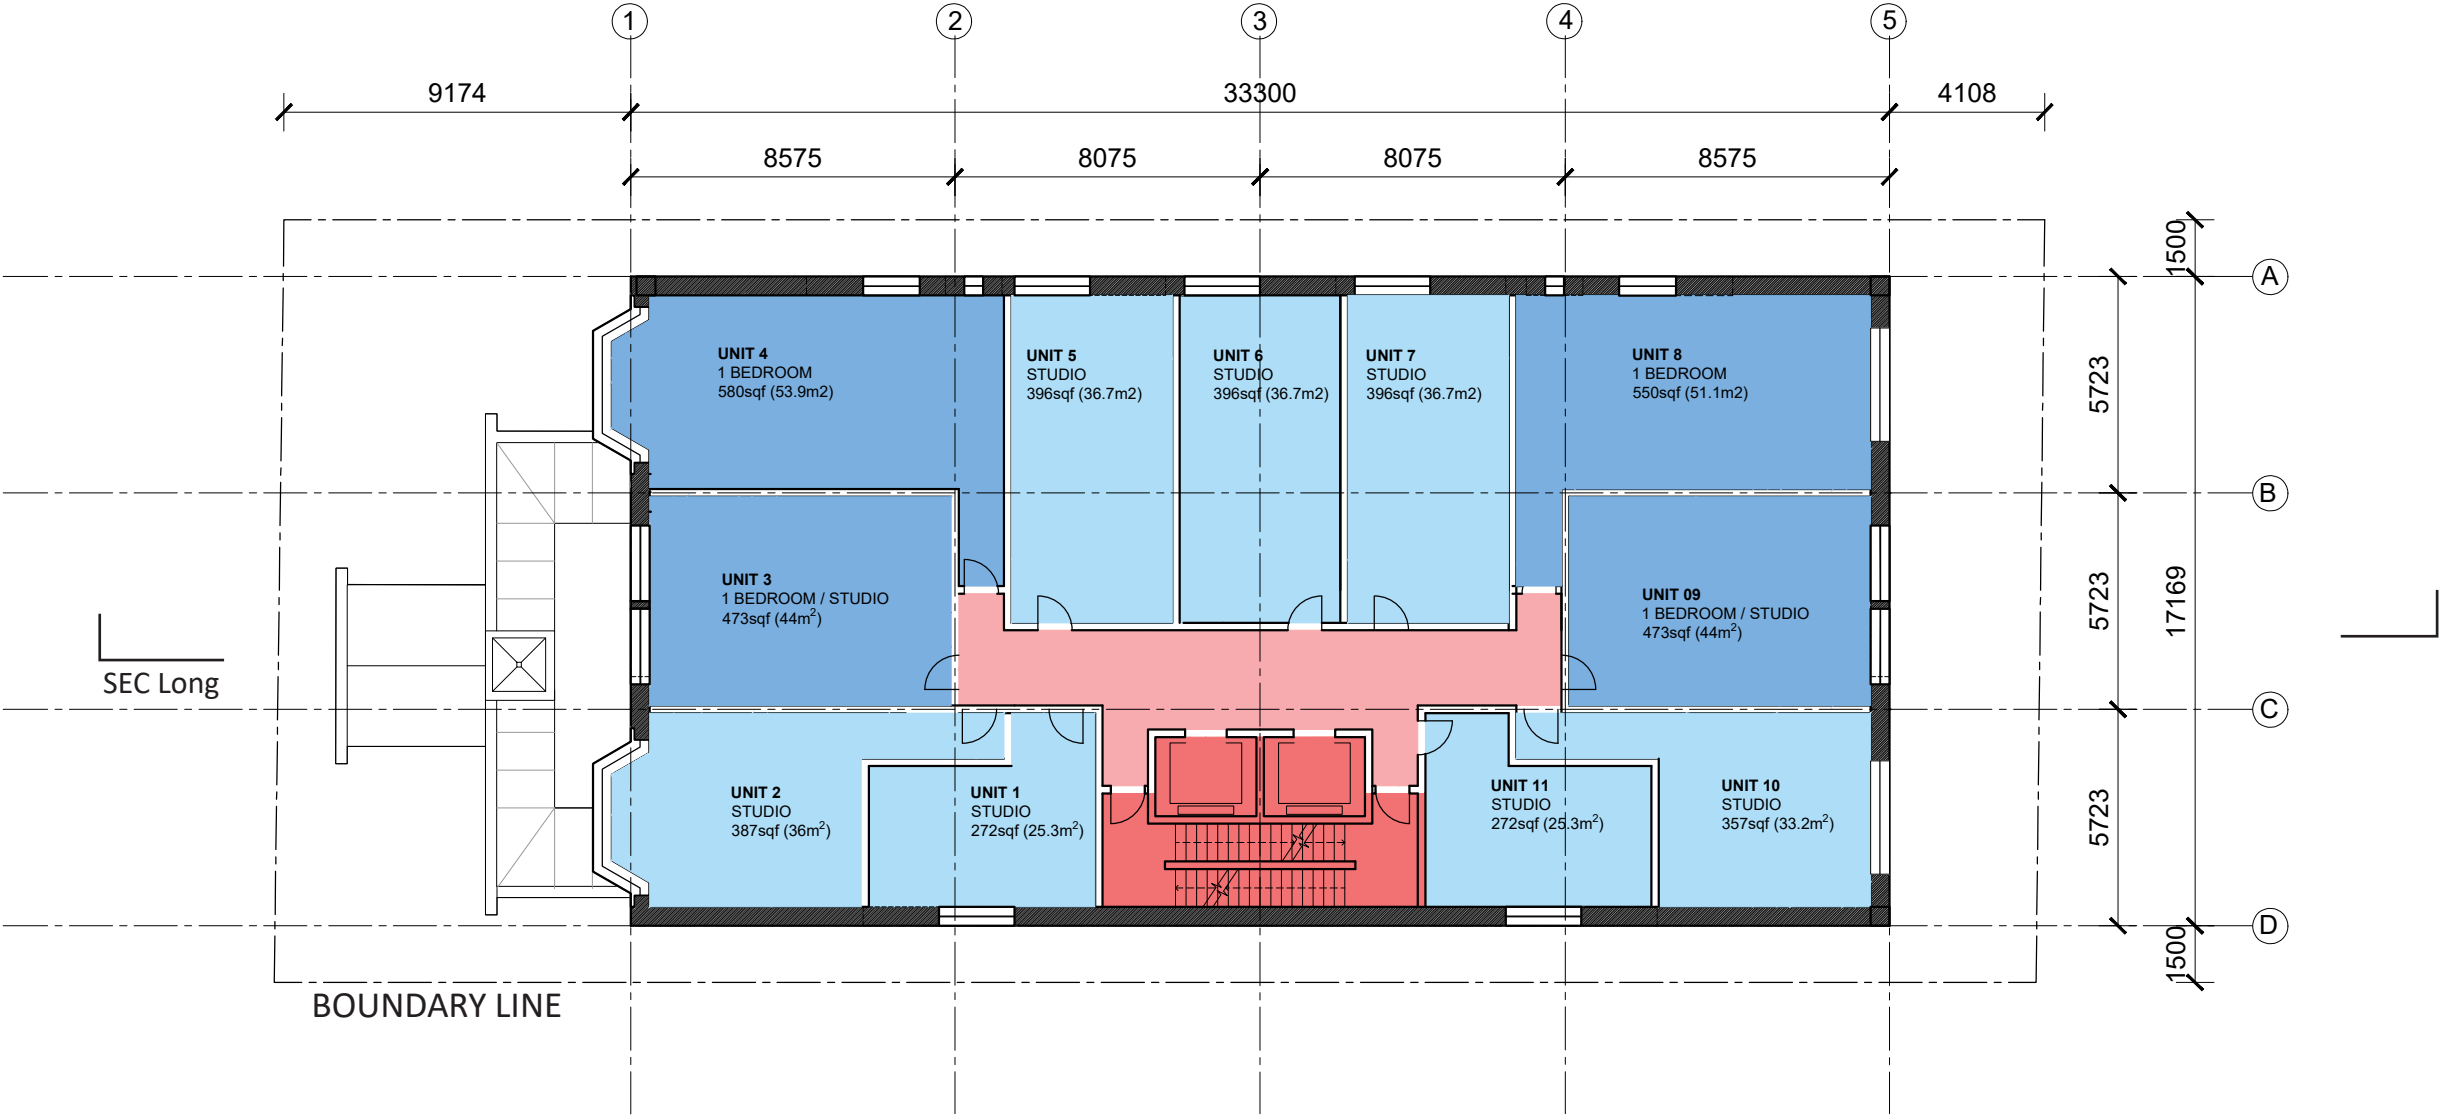 1 2 3 4 5
9174 33300 4108
8575 8075 8075 8575
1500
A
5723
B
5723
17169
C
5723
D
1500
UNIT 4
1 BEDROOM
580sqf (53.9m2)
UNIT 5
STUDIO
396sqf (36.7m2)
UNIT 6
STUDIO
396sqf (36.7m2)
UNIT 7
STUDIO
396sqf (36.7m2)
UNIT 8
1 BEDROOM
550sqf (51.1m2)
UNIT 3
1 BEDROOM / STUDIO
473sqf (44m²)
UNIT 09
1 BEDROOM / STUDIO
473sqf (44m²)
SEC Long
UNIT 2
STUDIO
387sqf (36m²)
UNIT 1
STUDIO
272sqf (25.3m²)
UNIT 11
STUDIO
272sqf (25.3m²)
UNIT 10
STUDIO
357sqf (33.2m²)
BOUNDARY LINE